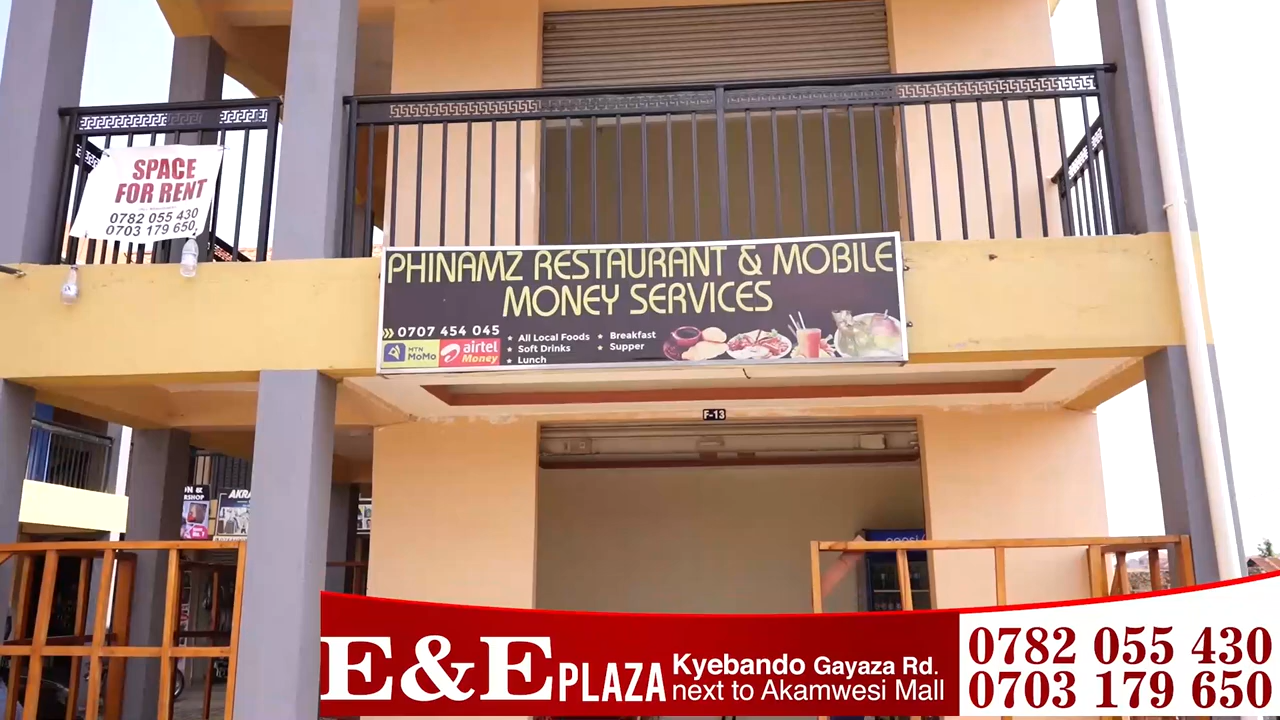 SPACE
FOR RENT
0782 055 430
0703 179 650
PHINAMZ RESTAURANT & MOBILE
MONEY SERVICES
» 0707 454 045
MTN
MoMo
airtel
Money
★ All Local Foods ★ Breakfast
★ Soft Drinks ★ Supper
★ Lunch
F-13
AKRA
pepsi
E&E PLAZA
Kyebando Gayaza Rd.
next to Akamwesi Mall
0782 055 430
0703 179 650